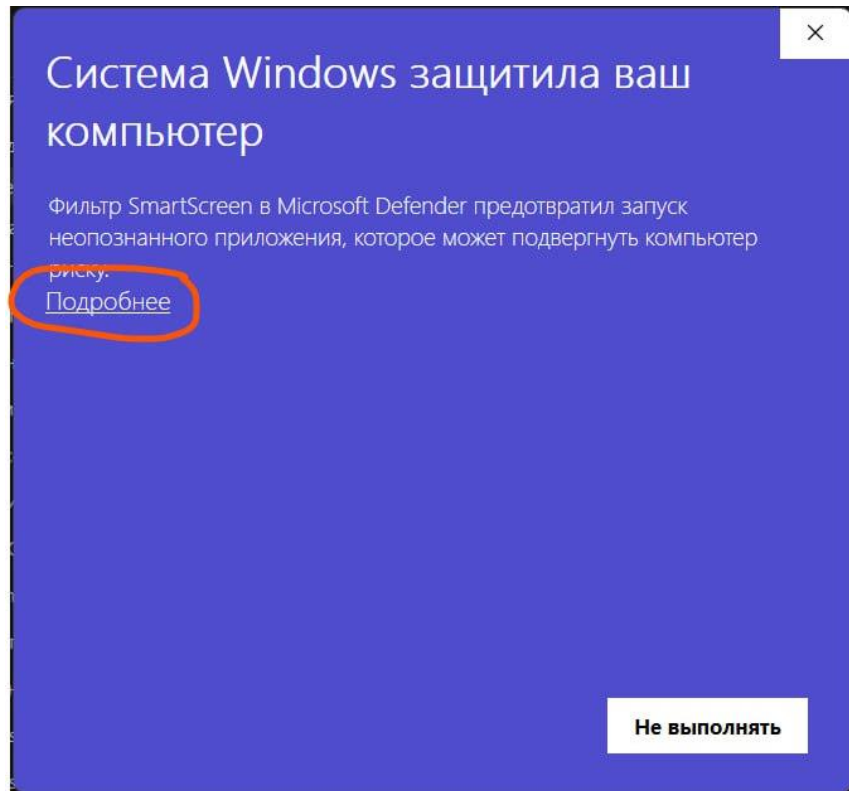 Система Windows защитила ваш
компьютер
Фильтр SmartScreen в Microsoft Defender предотвратил запуск
неопознанного приложения, которое может подвергнуть компьютер
риску.
Подробнее
Не выполнять